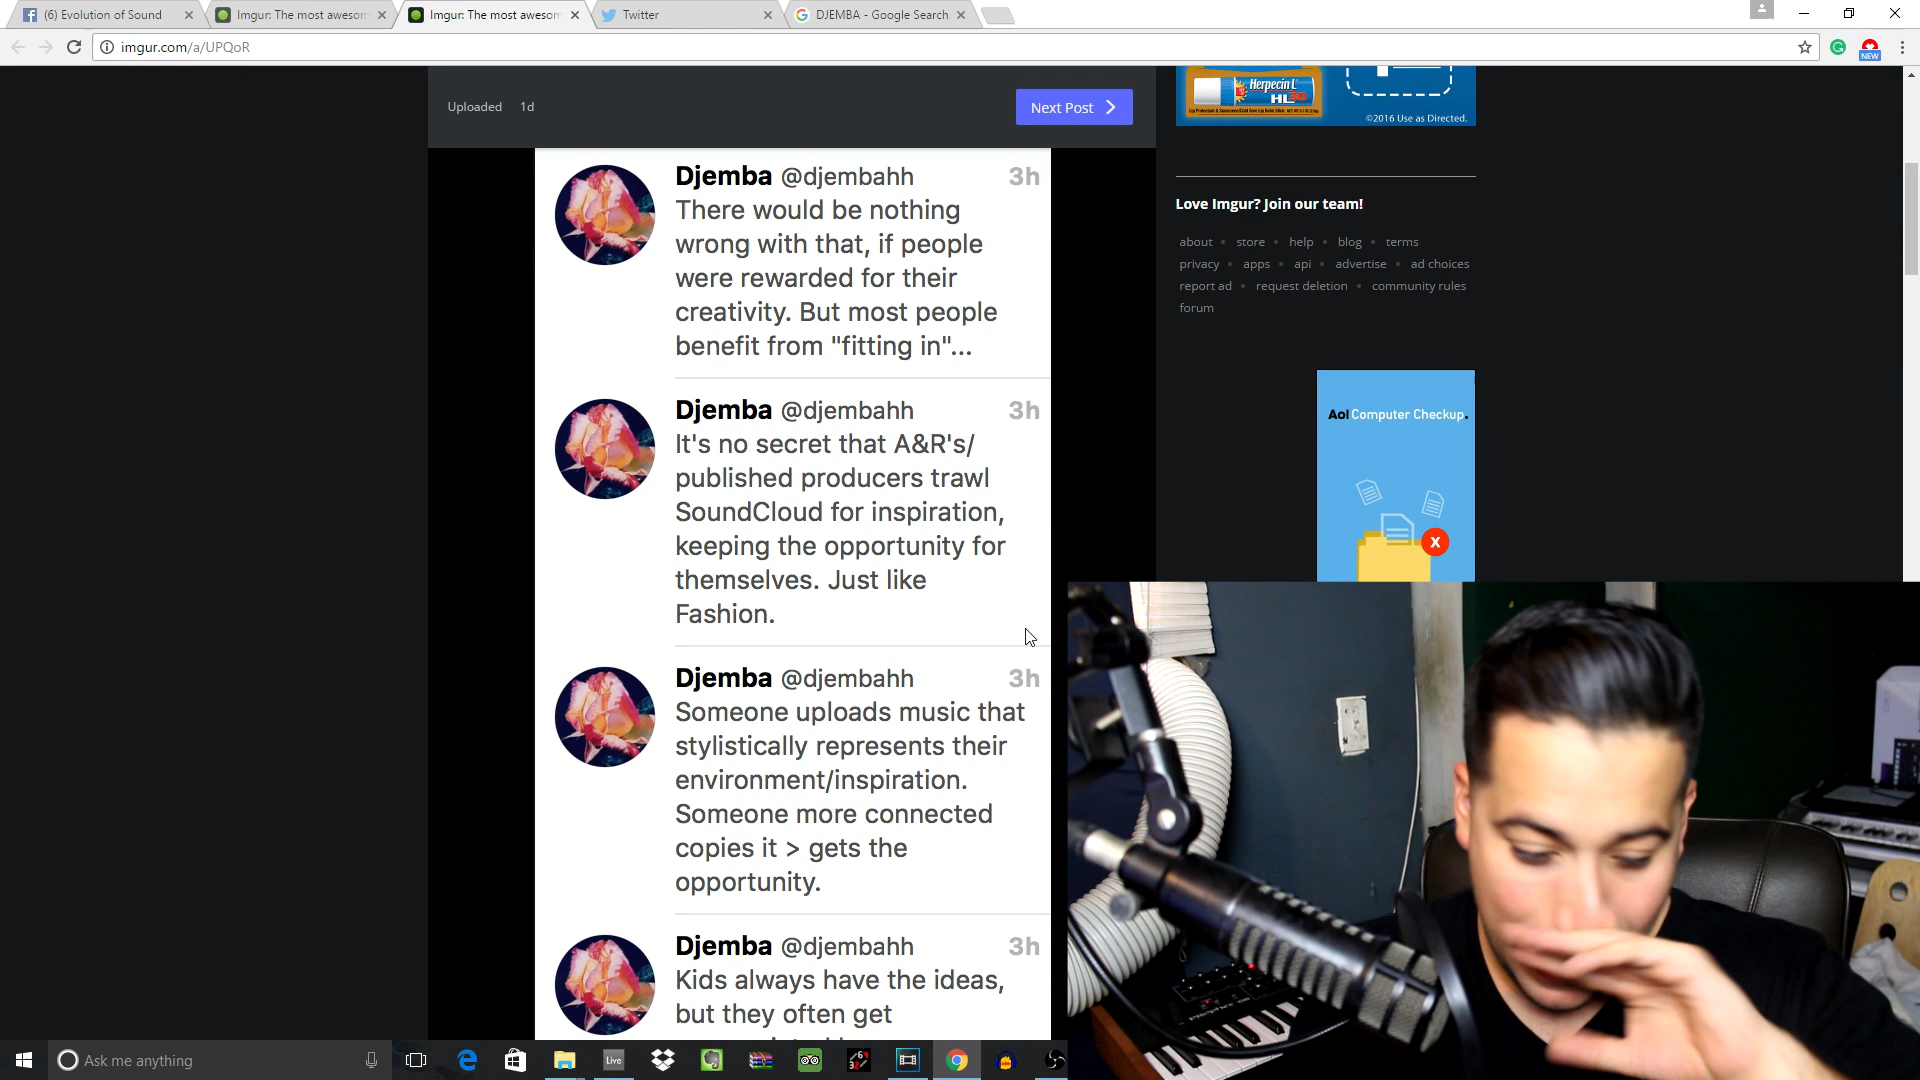 (6) Evolution of Sound
Imgur: The most awesom
Imgur: The most awesom
Twitter
DJEMBA - Google Search
imgur.com/a/UPQoR
NEW
Uploaded 1d
Next Post
Djemba @djembahh 3h
There would be nothing
wrong with that, if people
were rewarded for their
creativity. But most people
benefit from "fitting in"...
Djemba @djembahh 3h
It's no secret that A&R's/
published producers trawl
SoundCloud for inspiration,
keeping the opportunity for
themselves. Just like
Fashion.
Djemba @djembahh 3h
Someone uploads music that
stylistically represents their
environment/inspiration.
Someone more connected
copies it > gets the
opportunity.
Djemba @djembahh 3h
Kids always have the ideas,
but they often get
Herpecin L
©2016 Use as Directed.
Love Imgur? Join our team!
about • store • help • blog • terms
privacy • apps • api • advertise • ad choices
report ad • request deletion • community rules
forum
Aol Computer Checkup.
X
Ask me anything
Live